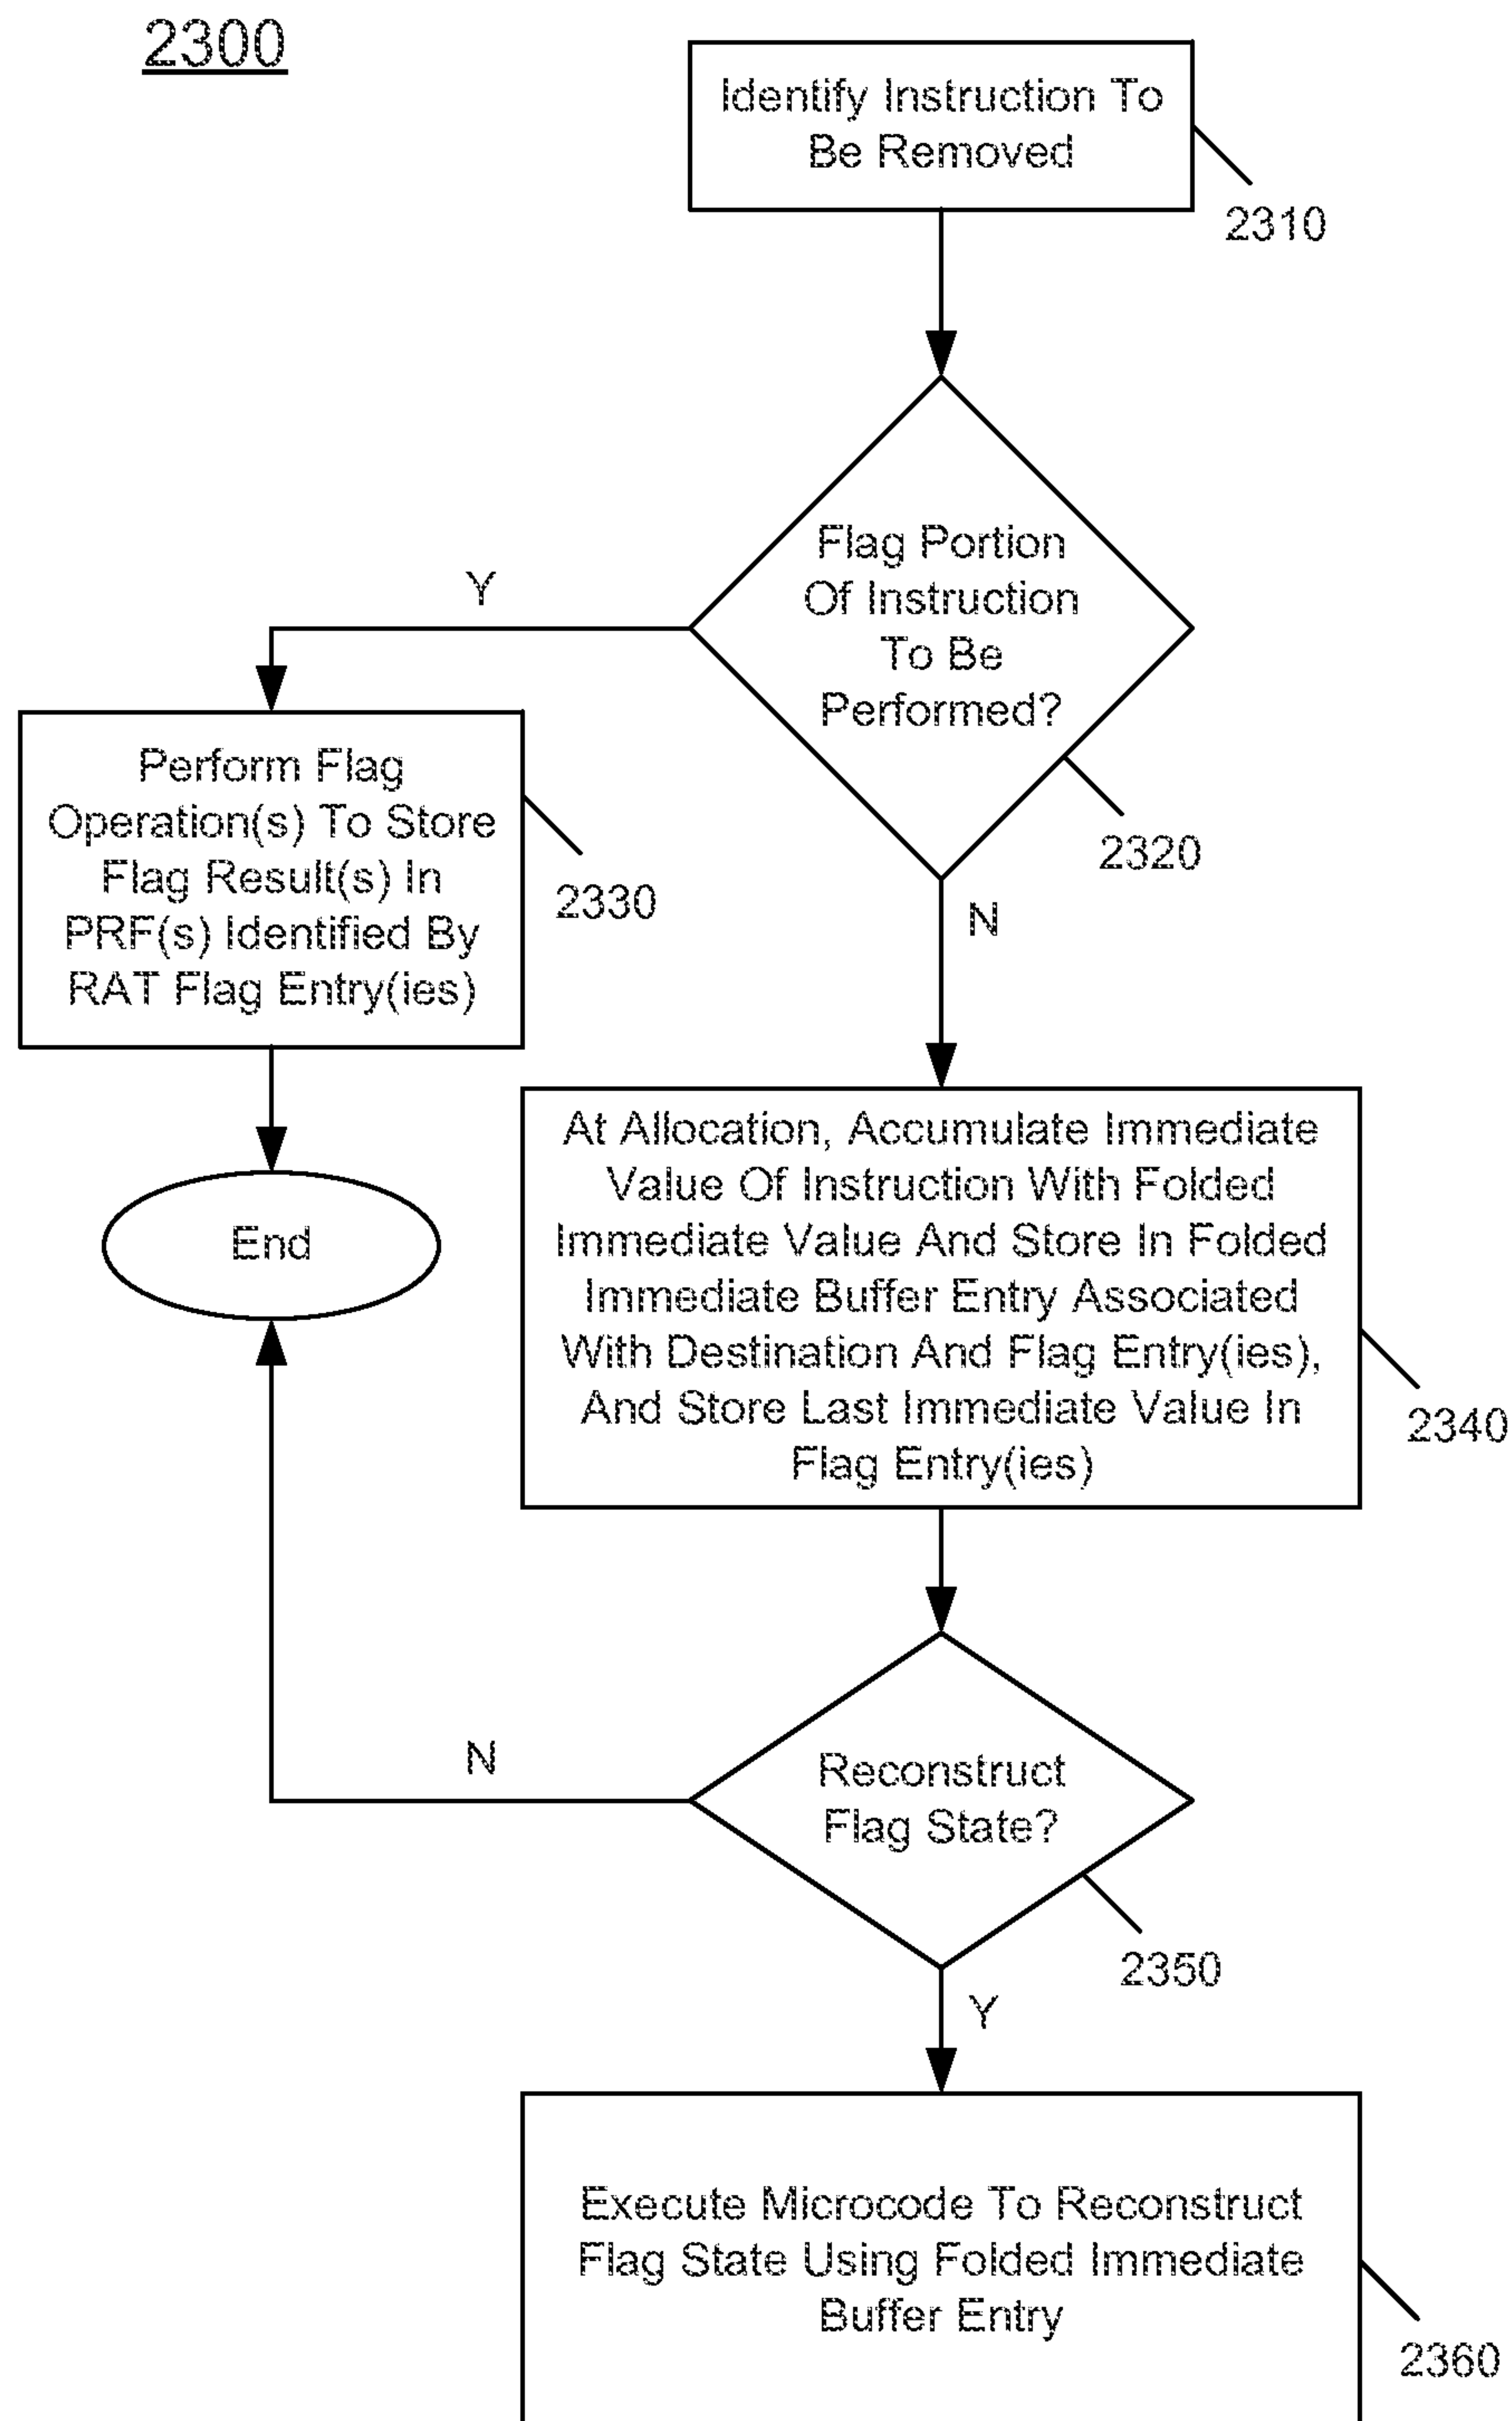 2300
Identify Instruction To
Be Removed
2310
Flag Portion
Of Instruction
To Be
Performed?
2320
Y
N
Perform Flag
Operation(s) To Store
Flag Result(s) In
PRF(s) Identified By
RAT Flag Entry(ies)
2330
End
At Allocation, Accumulate Immediate
Value Of Instruction With Folded
Immediate Value And Store In Folded
Immediate Buffer Entry Associated
With Destination And Flag Entry(ies),
And Store Last Immediate Value In
Flag Entry(ies)
2340
Reconstruct
Flag State?
2350
N
Y
Execute Microcode To Reconstruct
Flag State Using Folded Immediate
Buffer Entry
2360